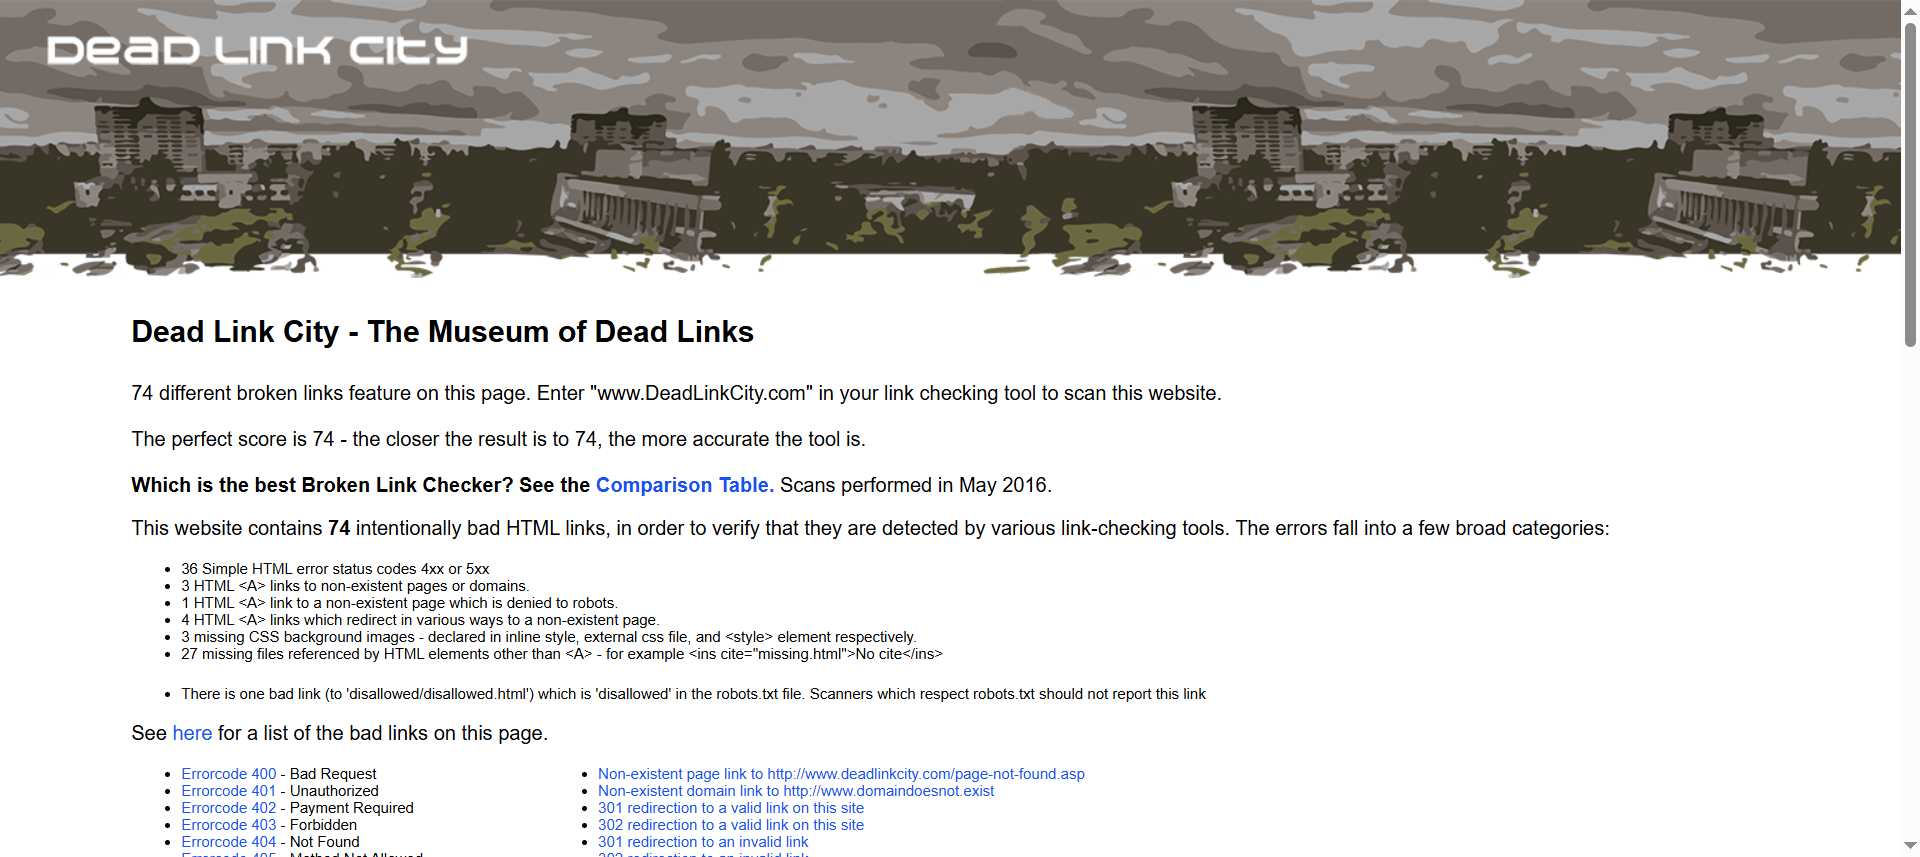 Dead Link City
Dead Link City - The Museum of Dead Links
74 different broken links feature on this page. Enter "www.DeadLinkCity.com" in your link checking tool to scan this website.
The perfect score is 74 - the closer the result is to 74, the more accurate the tool is.
Which is the best Broken Link Checker? See the Comparison Table. Scans performed in May 2016.
This website contains 74 intentionally bad HTML links, in order to verify that they are detected by various link-checking tools. The errors fall into a few broad categories:
36 Simple HTML error status codes 4xx or 5xx
3 HTML <A> links to non-existent pages or domains.
1 HTML <A> link to a non-existent page which is denied to robots.
4 HTML <A> links which redirect in various ways to a non-existent page.
3 missing CSS background images - declared in inline style, external css file, and <style> element respectively.
27 missing files referenced by HTML elements other than <A> - for example <ins cite="missing.html">No cite</ins>
There is one bad link (to 'disallowed/disallowed.html') which is 'disallowed' in the robots.txt file. Scanners which respect robots.txt should not report this link
See here for a list of the bad links on this page.
Errorcode 400 - Bad Request
Errorcode 401 - Unauthorized
Errorcode 402 - Payment Required
Errorcode 403 - Forbidden
Errorcode 404 - Not Found
Errorcode 405 - Method Not Allowed
Non-existent page link to http://www.deadlinkcity.com/page-not-found.asp
Non-existent domain link to http://www.domaindoesnot.exist
301 redirection to a valid link on this site
302 redirection to a valid link on this site
301 redirection to an invalid link
302 redirection to an invalid link